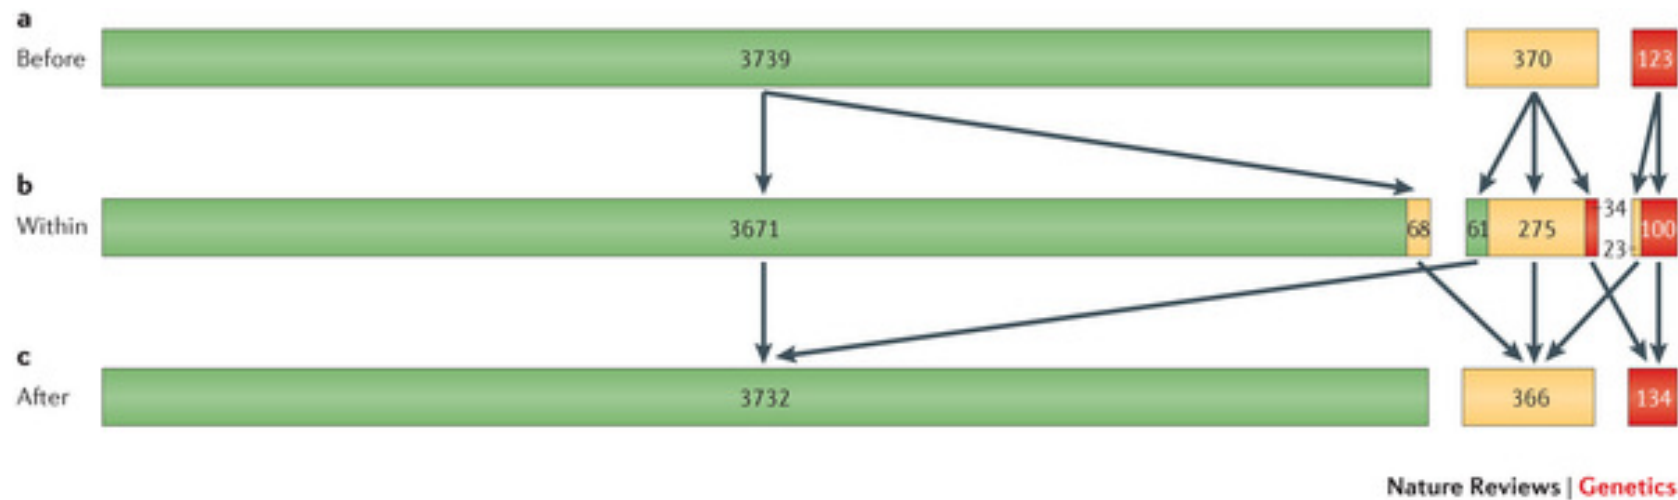 a
Before
3739
370
123
b
Within
3671
68
61
275
34
23
100
c
After
3732
366
134
Nature Reviews | Genetics